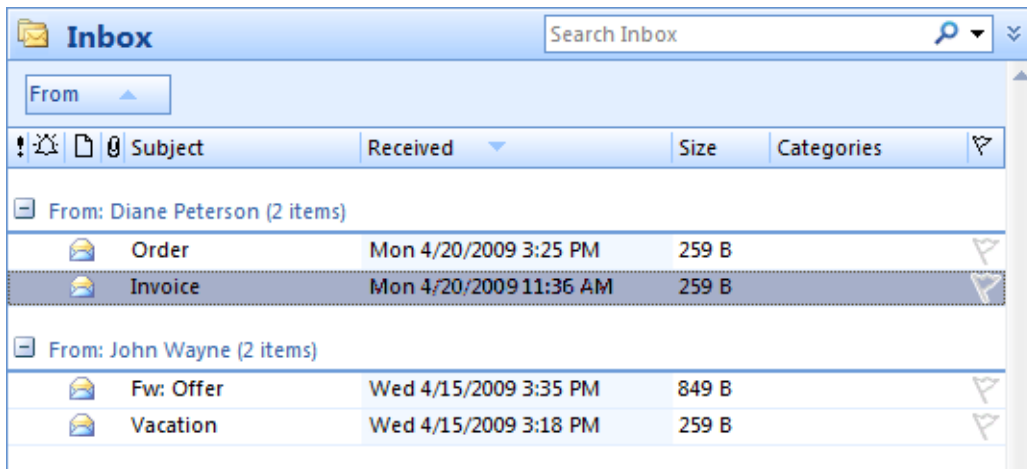 Inbox Search Inbox
From
! Subject Received Size Categories
From: Diane Peterson (2 items)
Order Mon 4/20/2009 3:25 PM 259 B
Invoice Mon 4/20/2009 11:36 AM 259 B
From: John Wayne (2 items)
Fw: Offer Wed 4/15/2009 3:35 PM 849 B
Vacation Wed 4/15/2009 3:18 PM 259 B